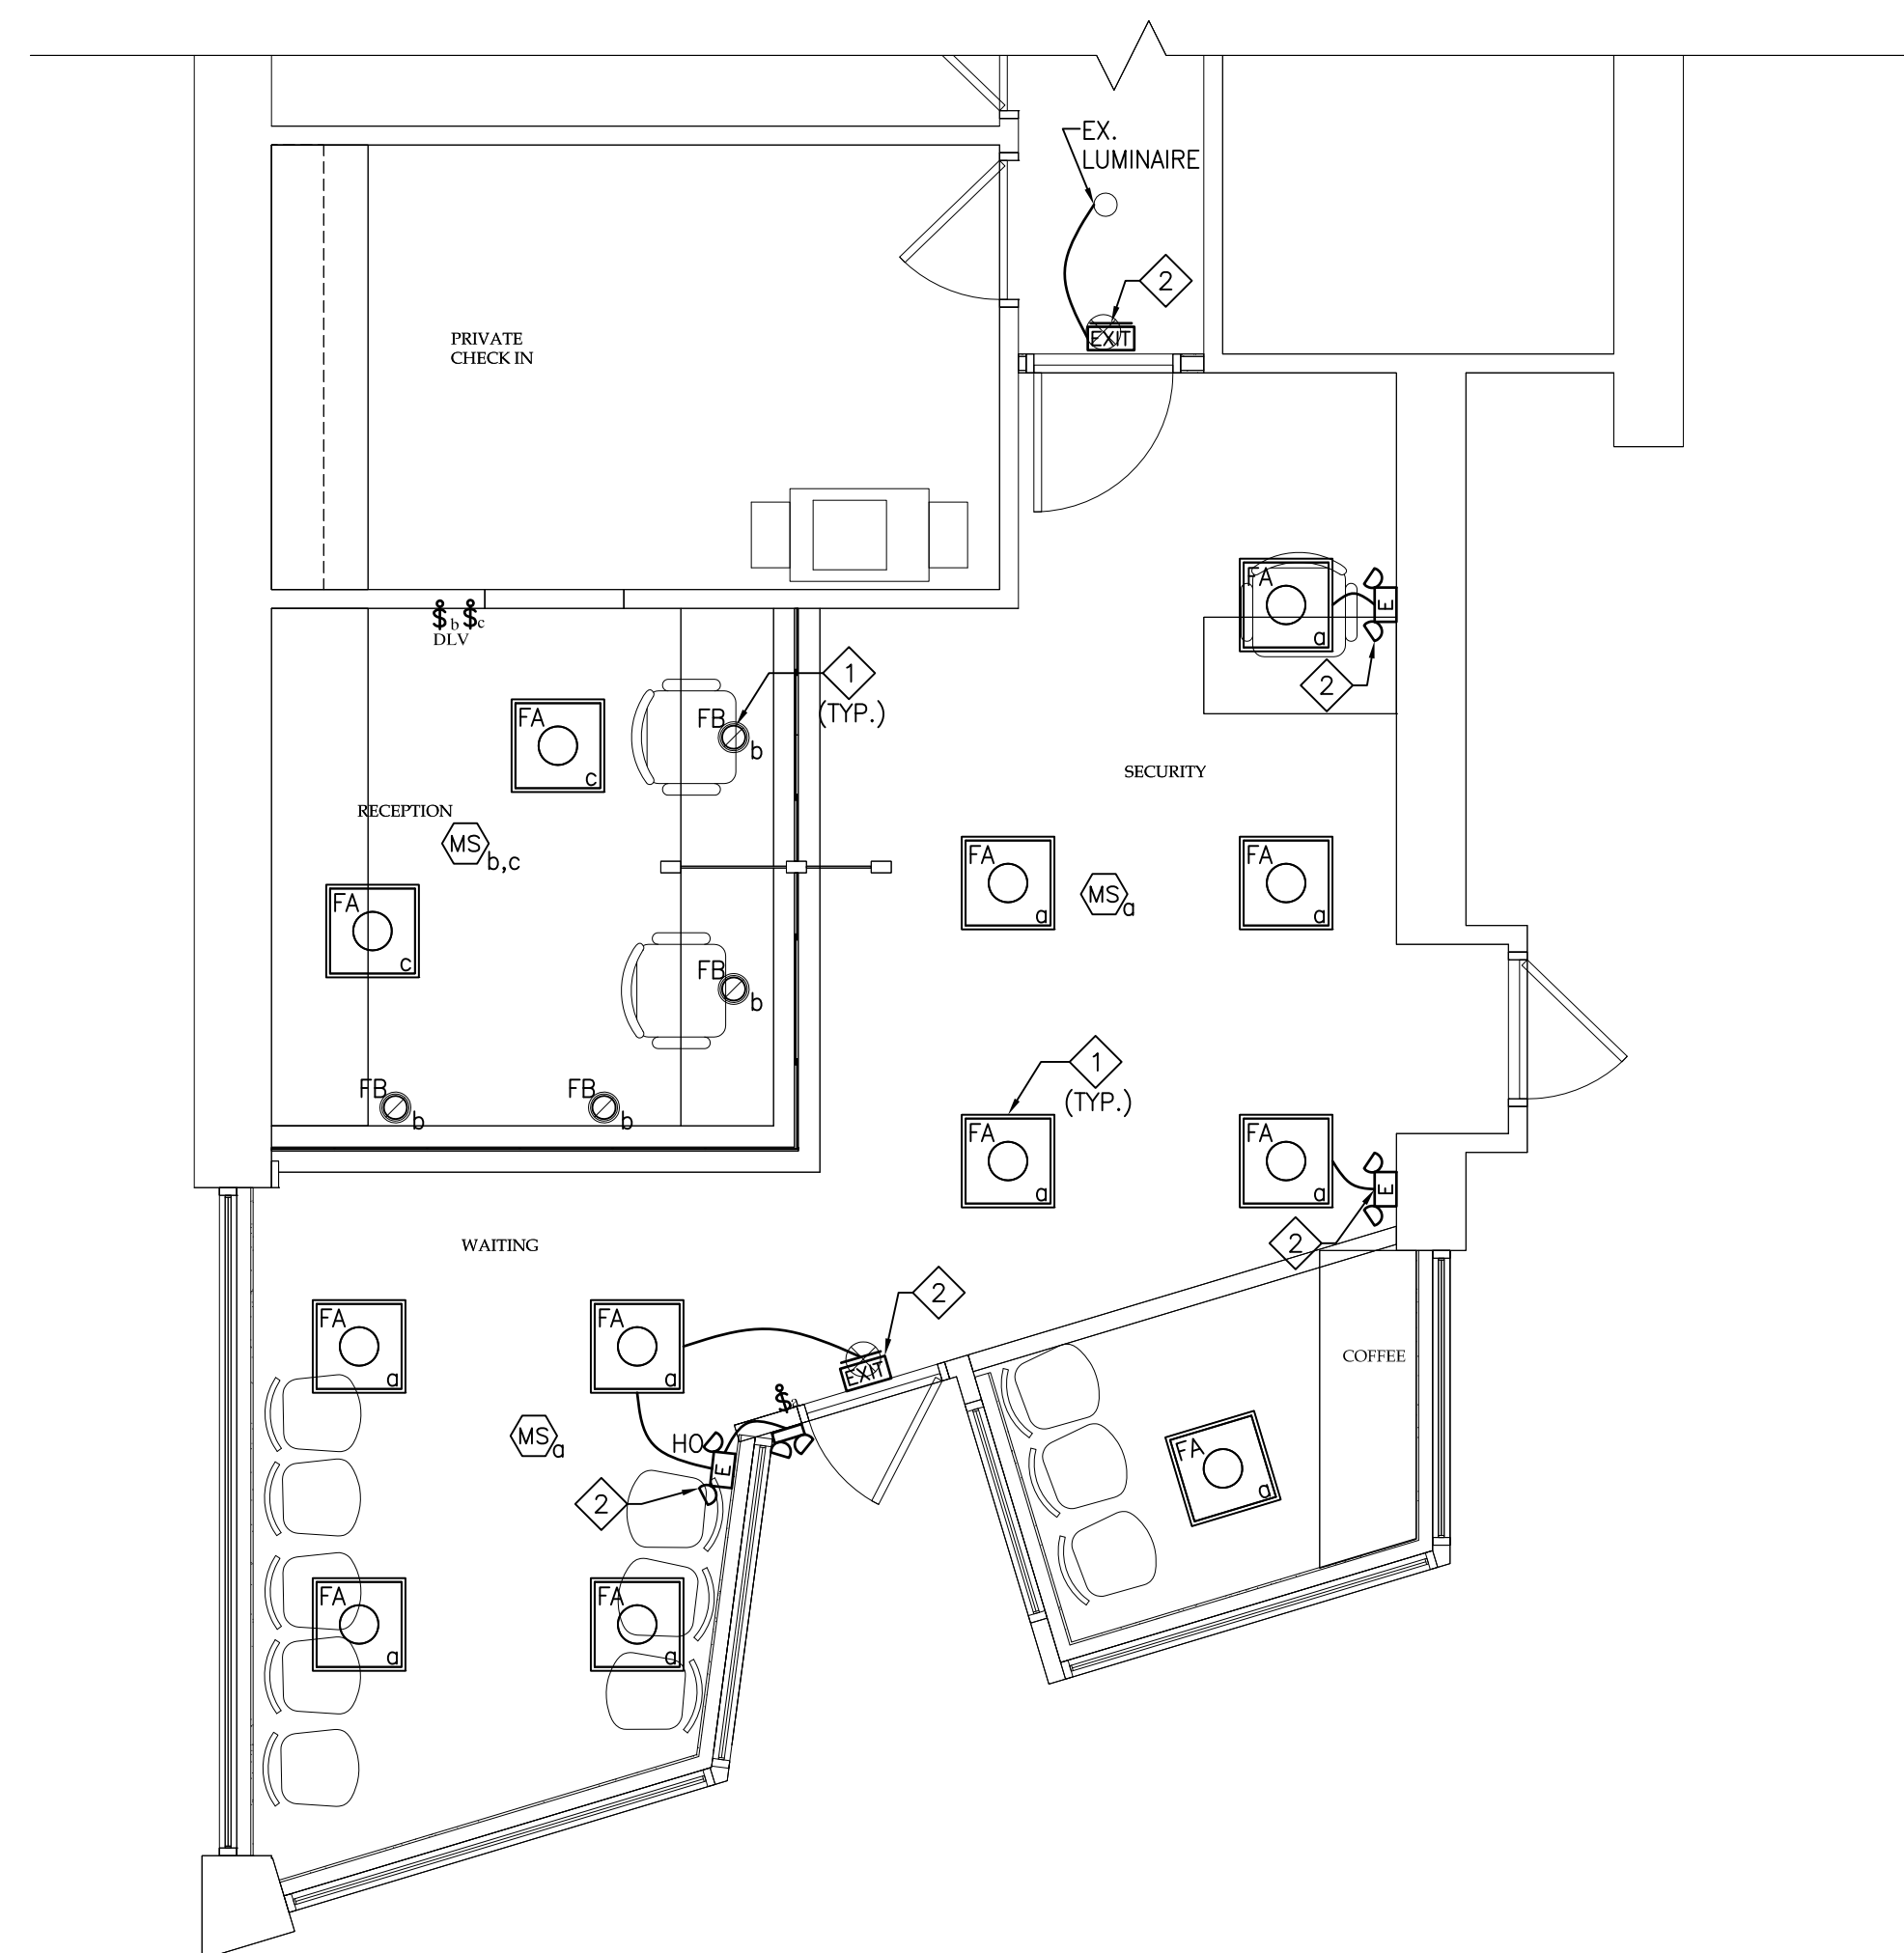 EX.
LUMINAIRE
2
EXIT
PRIVATE
CHECK IN
FA
a
E
2
$b $c
DLV
1
(TYP.)
FA
c
FB
b
SECURITY
RECEPTION
MS
b,c
FA
a
MS
a
FA
a
FA
c
FB
b
1
(TYP.)
FB
b
FB
b
FA
a
FA
a
E
2
WAITING
2
FA
a
FA
a
EXIT
COFFEE
$a
MS
a
HO
E
2
FA
a
FA
a
FA
a